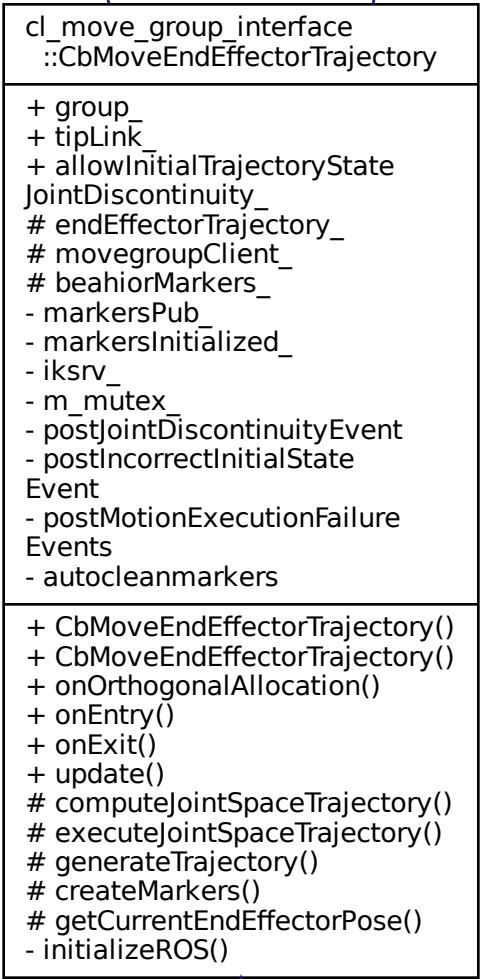 cl_move_group_interface
::CbMoveEndEffectorTrajectory
+ group_
+ tipLink_
+ allowInitialTrajectoryState
JointDiscontinuity_
# endEffectorTrajectory_
# movegroupClient_
# beahiorMarkers_
- markersPub_
- markersInitialized_
- iksrv_
- m_mutex_
- postJointDiscontinuityEvent
- postIncorrectInitialState
Event
- postMotionExecutionFailure
Events
- autocleanmarkers
+ CbMoveEndEffectorTrajectory()
+ CbMoveEndEffectorTrajectory()
+ onOrthogonalAllocation()
+ onEntry()
+ onExit()
+ update()
# computeJointSpaceTrajectory()
# executeJointSpaceTrajectory()
# generateTrajectory()
# createMarkers()
# getCurrentEndEffectorPose()
- initializeROS()